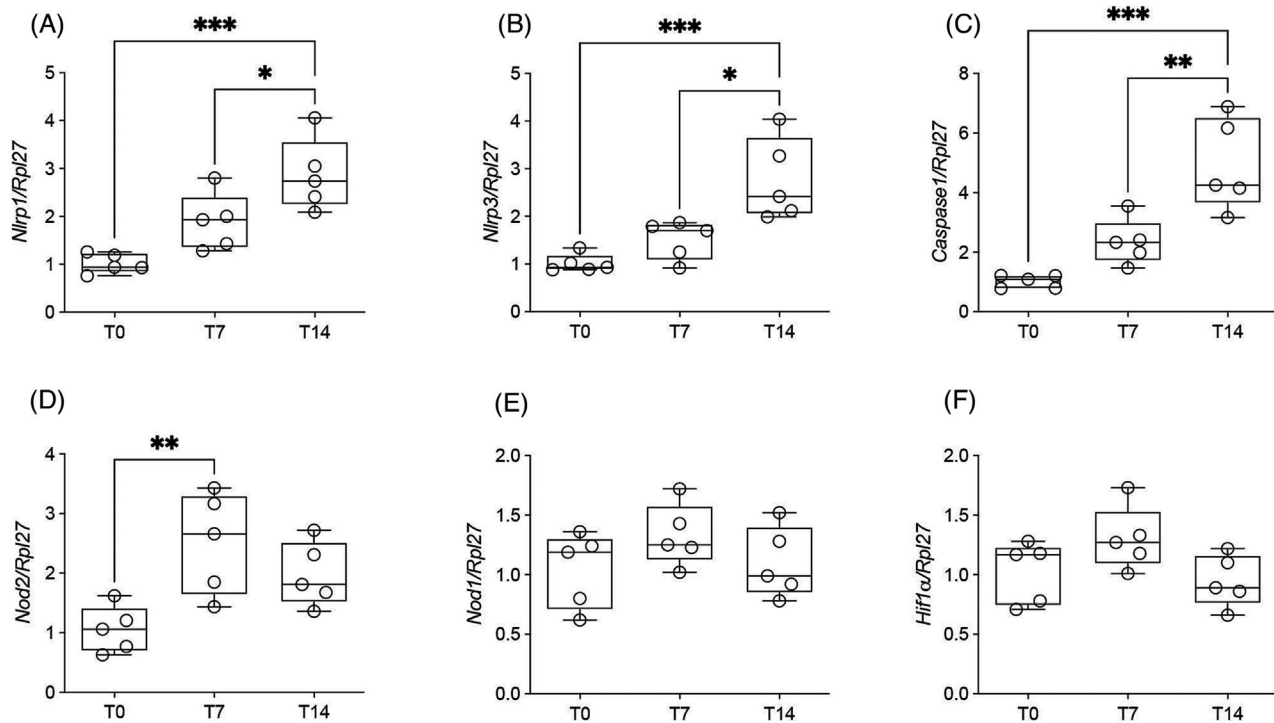 (A)
***
*
Nlrp1/Rpl27
5
4
3
2
1
0
T0 T7 T14
(B)
***
*
Nlrp3/Rpl27
5
4
3
2
1
0
T0 T7 T14
(C)
***
**
Caspase1/Rpl27
8
6
4
2
0
T0 T7 T14
(D)
**
Nod2/Rpl27
4
3
2
1
0
T0 T7 T14
(E)
Nod1/Rpl27
2.0
1.5
1.0
0.5
0.0
T0 T7 T14
(F)
Hif1α/Rpl27
2.0
1.5
1.0
0.5
0.0
T0 T7 T14